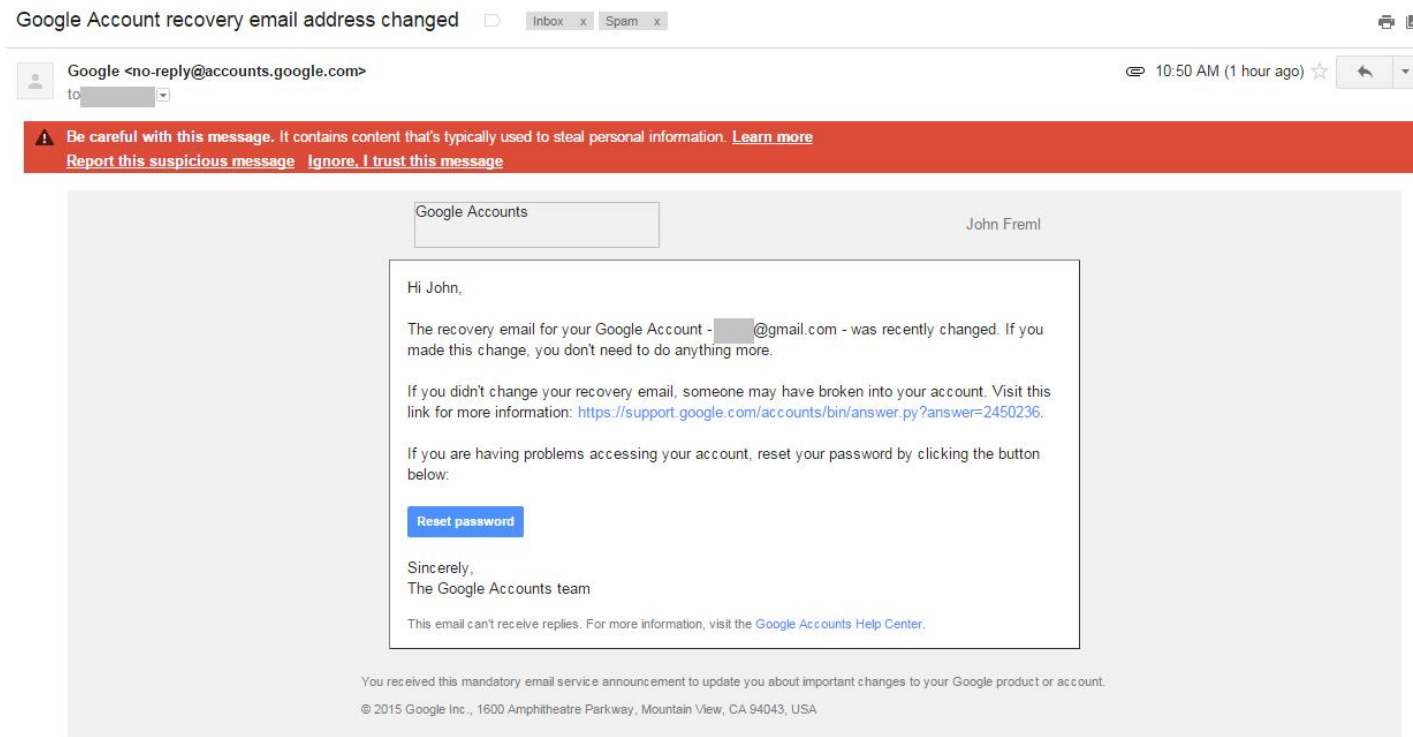 Google Account recovery email address changed Inbox x Spam x
Google <no-reply@accounts.google.com> 10:50 AM (1 hour ago)
to
Be careful with this message. It contains content that's typically used to steal personal information. Learn more
Report this suspicious message Ignore, I trust this message
Google Accounts
John Freml
Hi John,
The recovery email for your Google Account - @gmail.com - was recently changed. If you
made this change, you don't need to do anything more.
If you didn't change your recovery email, someone may have broken into your account. Visit this
link for more information: https://support.google.com/accounts/bin/answer.py?answer=2450236.
If you are having problems accessing your account, reset your password by clicking the button
below:
Reset password
Sincerely,
The Google Accounts team
This email can't receive replies. For more information, visit the Google Accounts Help Center.
You received this mandatory email service announcement to update you about important changes to your Google product or account.
© 2015 Google Inc., 1600 Amphitheatre Parkway, Mountain View, CA 94043, USA